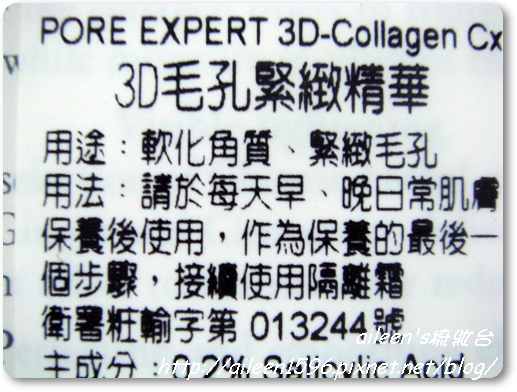 PORE EXPERT 3D-Collagen Cx
3D毛孔緊緻精華
用途：軟化角質、緊緻毛孔
用法：請於每天早、晚日常肌膚
保養後使用，作為保養的最後一
個步驟，接續使用隔離霜
衛署粧輸字第 013244號
aileen's梳妝台
主成分
http://aileen1596.pixnet.net/blog/